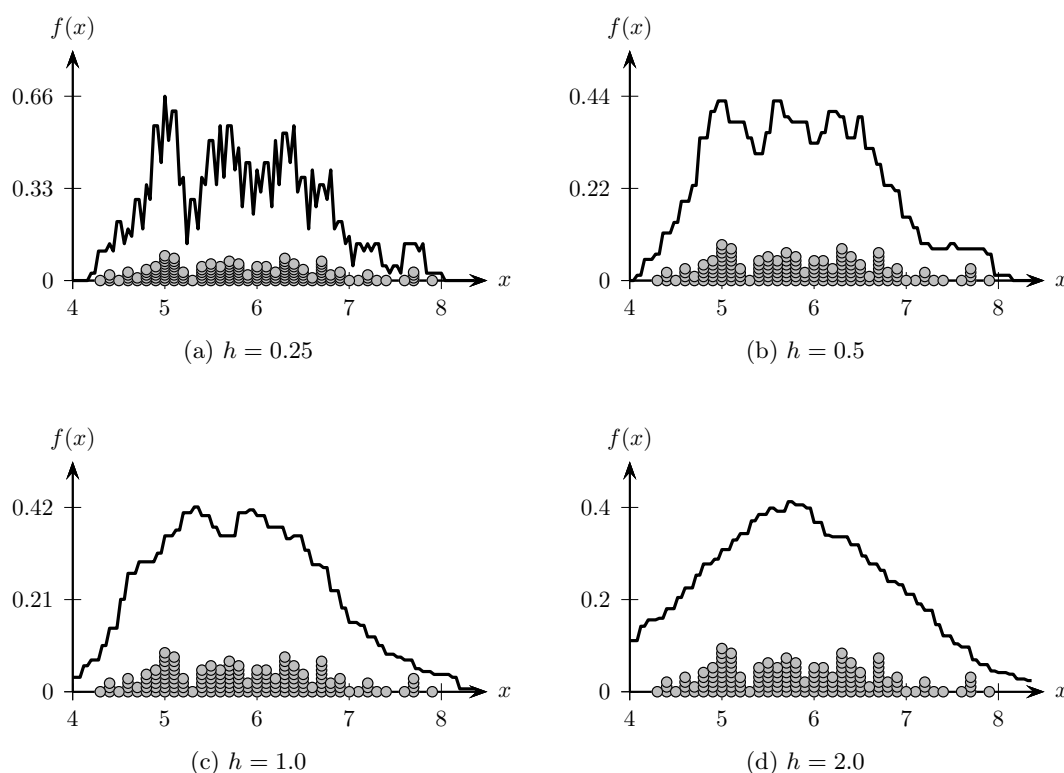 f(x)
0.66
0.33
0
4 5 6 7 8
x
(a) h = 0.25
f(x)
0.44
0.22
0
4 5 6 7 8
x
(b) h = 0.5
f(x)
0.42
0.21
0
4 5 6 7 8
x
(c) h = 1.0
f(x)
0.4
0.2
0
4 5 6 7 8
x
(d) h = 2.0